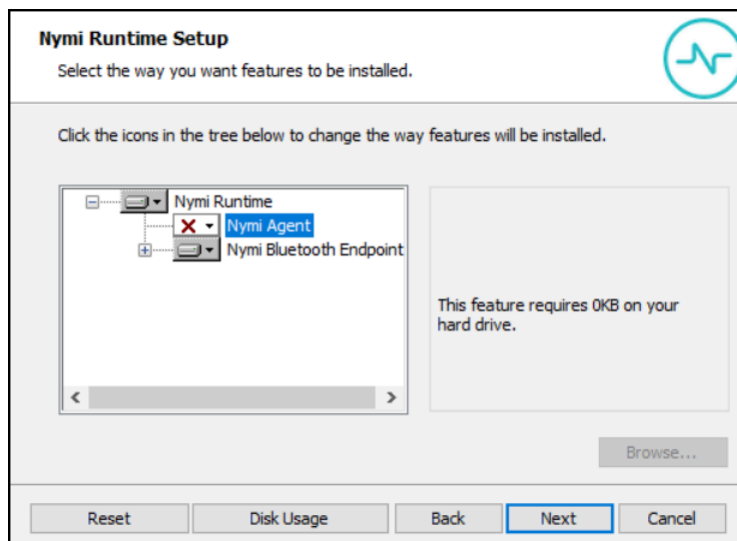 Nymi Runtime Setup
Select the way you want features to be installed.
Click the icons in the tree below to change the way features will be installed.
Nymi Runtime
Nymi Agent
Nymi Bluetooth Endpoint
This feature requires 0KB on your
hard drive.
Browse...
Reset Disk Usage Back Next Cancel